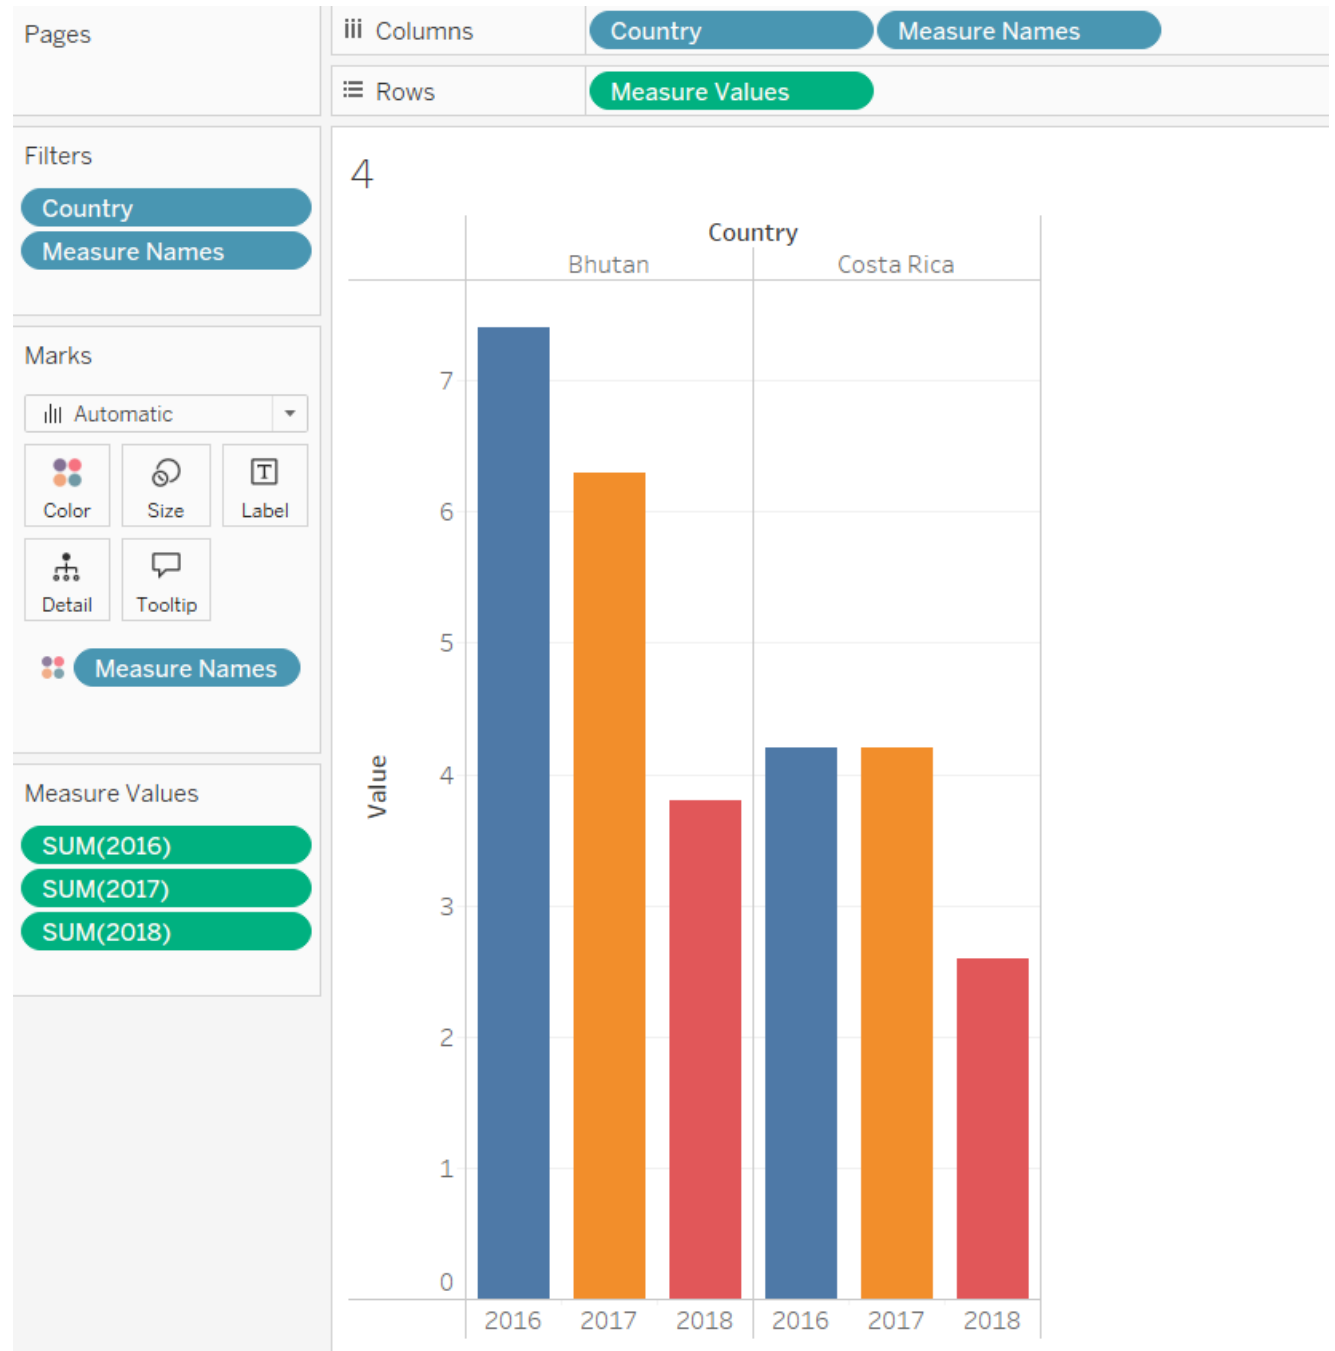 Pages
Columns Country Measure Names
Rows Measure Values
Filters
Country
Measure Names
Marks
Automatic
Color Size Label
Detail Tooltip
Measure Names
Measure Values
SUM(2016)
SUM(2017)
SUM(2018)
4
Country
Bhutan Costa Rica
Value
7
6
5
4
3
2
1
0
2016 2017 2018 2016 2017 2018